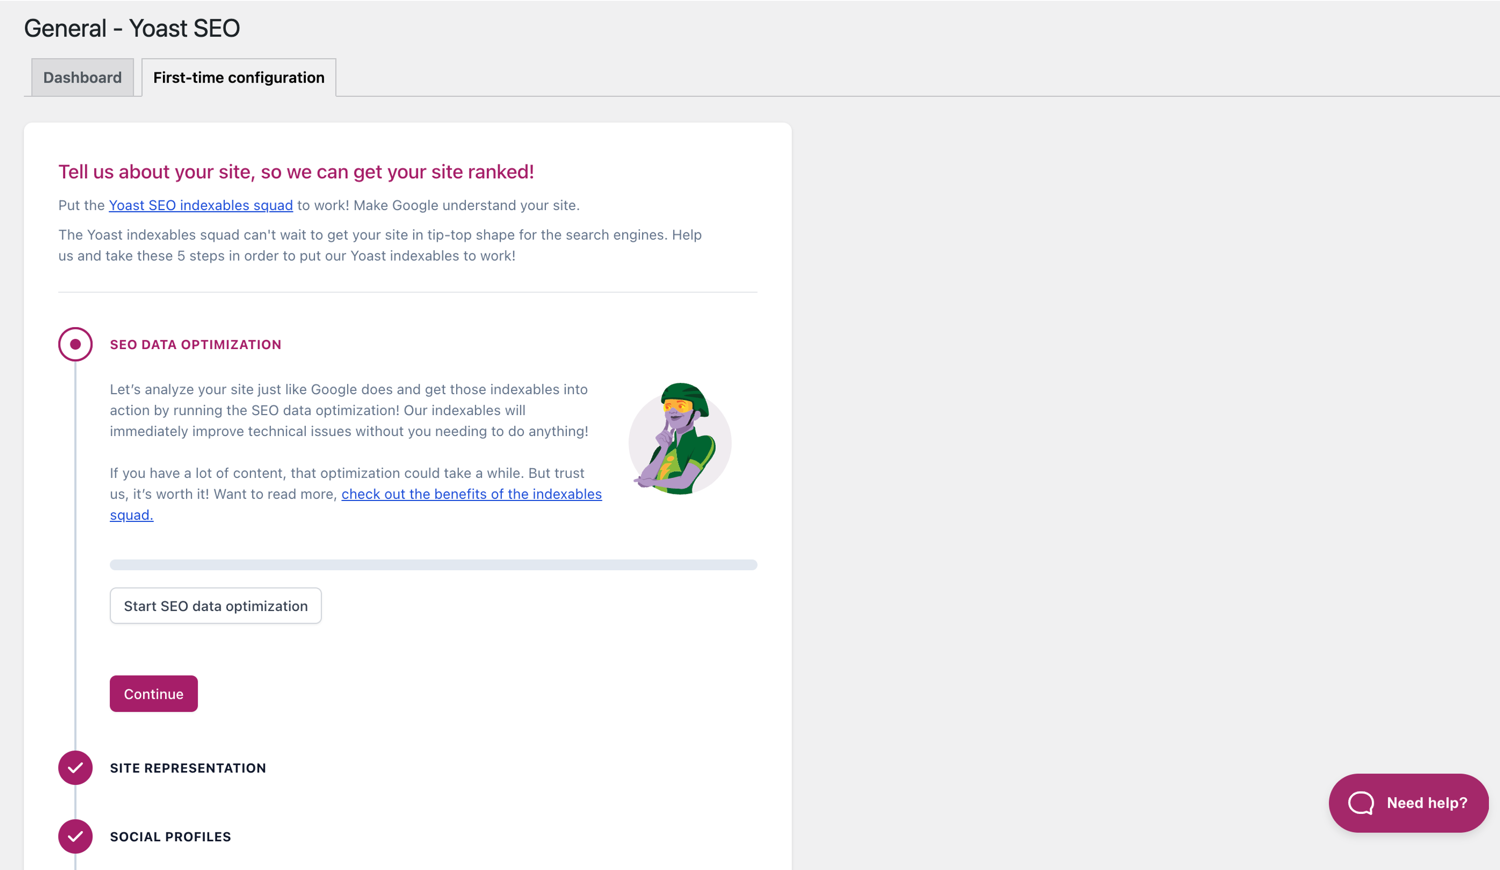 General - Yoast SEO
Dashboard
First-time configuration
Tell us about your site, so we can get your site ranked!
Put the Yoast SEO indexables squad to work! Make Google understand your site.
The Yoast indexables squad can't wait to get your site in tip-top shape for the search engines. Help
us and take these 5 steps in order to put our Yoast indexables to work!
SEO DATA OPTIMIZATION
Let’s analyze your site just like Google does and get those indexables into
action by running the SEO data optimization! Our indexables will
immediately improve technical issues without you needing to do anything!
If you have a lot of content, that optimization could take a while. But trust
us, it’s worth it! Want to read more, check out the benefits of the indexables
squad.
Start SEO data optimization
Continue
SITE REPRESENTATION
SOCIAL PROFILES
Need help?